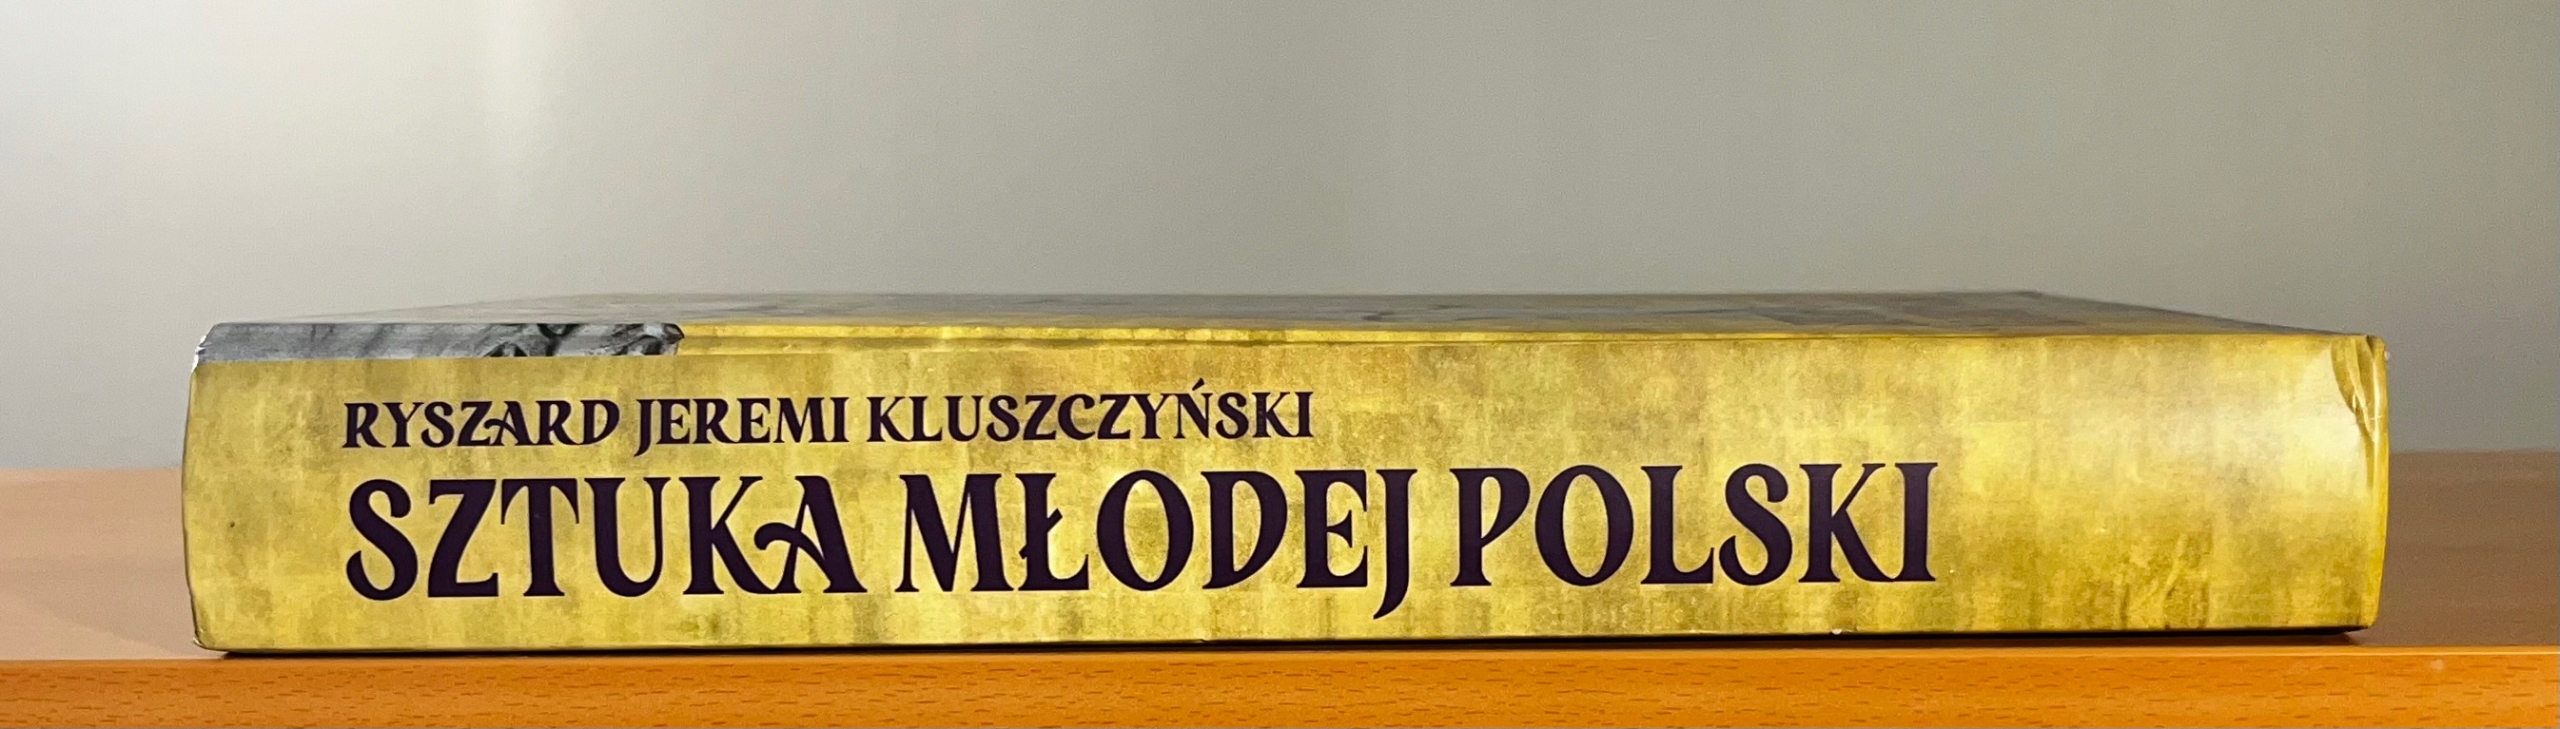 RYSZARD JEREMI KLUSZCZYŃSKI
SZTUKA MŁODEJ POLSKI